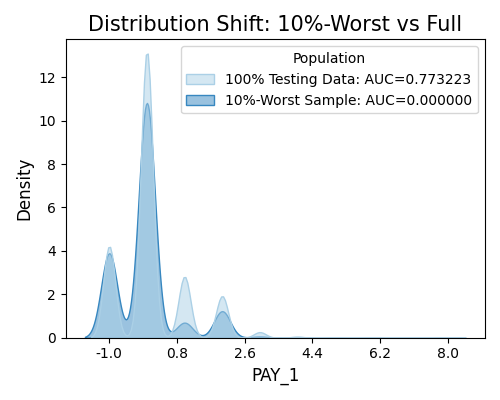 Distribution Shift: 10%-Worst vs Full
Population
100% Testing Data: AUC=0.773223
10%-Worst Sample: AUC=0.000000
Density
12
10
8
6
4
2
0
-1.0 0.8 2.6 4.4 6.2 8.0
PAY_1